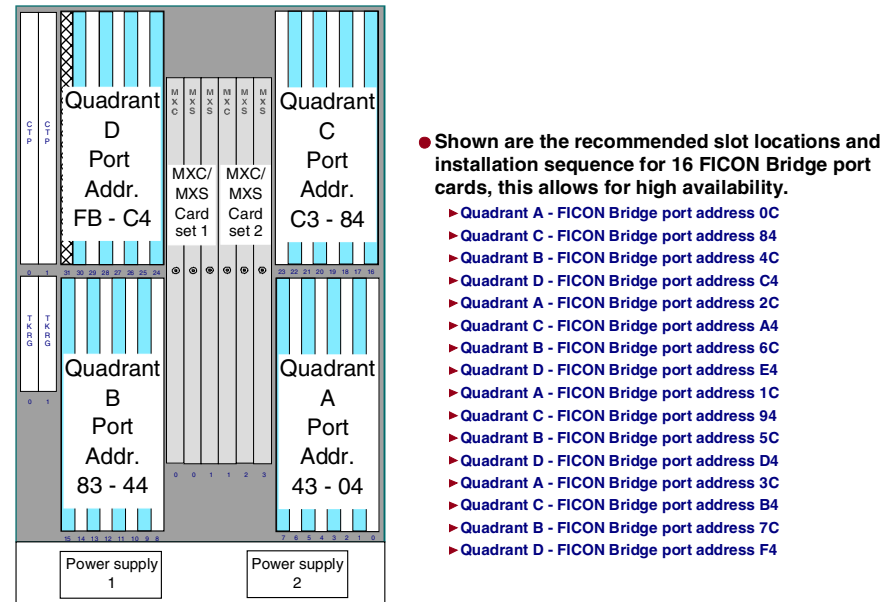 Quadrant
D
Port
Addr.
FB - C4
Quadrant
C
Port
Addr.
C3 - 84
CTP
CTP
MXC
MXS
MXS
MXC
MXS
MXS
MXC/
MXS
Card
set 1
MXC/
MXS
Card
set 2
0 1
31 30 29 28 27 26 25 24
23 22 21 20 19 18 17 16
TKRG
TKRG
0 1
Quadrant
B
Port
Addr.
83 - 44
Quadrant
A
Port
Addr.
43 - 04
0 0 1 1 2 3
15 14 13 12 11 10 9 8
7 6 5 4 3 2 1 0
Power supply
1
Power supply
2
Shown are the recommended slot locations and
installation sequence for 16 FICON Bridge port
cards, this allows for high availability.
Quadrant A - FICON Bridge port address 0C
Quadrant C - FICON Bridge port address 84
Quadrant B - FICON Bridge port address 4C
Quadrant D - FICON Bridge port address C4
Quadrant A - FICON Bridge port address 2C
Quadrant C - FICON Bridge port address A4
Quadrant B - FICON Bridge port address 6C
Quadrant D - FICON Bridge port address E4
Quadrant A - FICON Bridge port address 1C
Quadrant C - FICON Bridge port address 94
Quadrant B - FICON Bridge port address 5C
Quadrant D - FICON Bridge port address D4
Quadrant A - FICON Bridge port address 3C
Quadrant C - FICON Bridge port address B4
Quadrant B - FICON Bridge port address 7C
Quadrant D - FICON Bridge port address F4